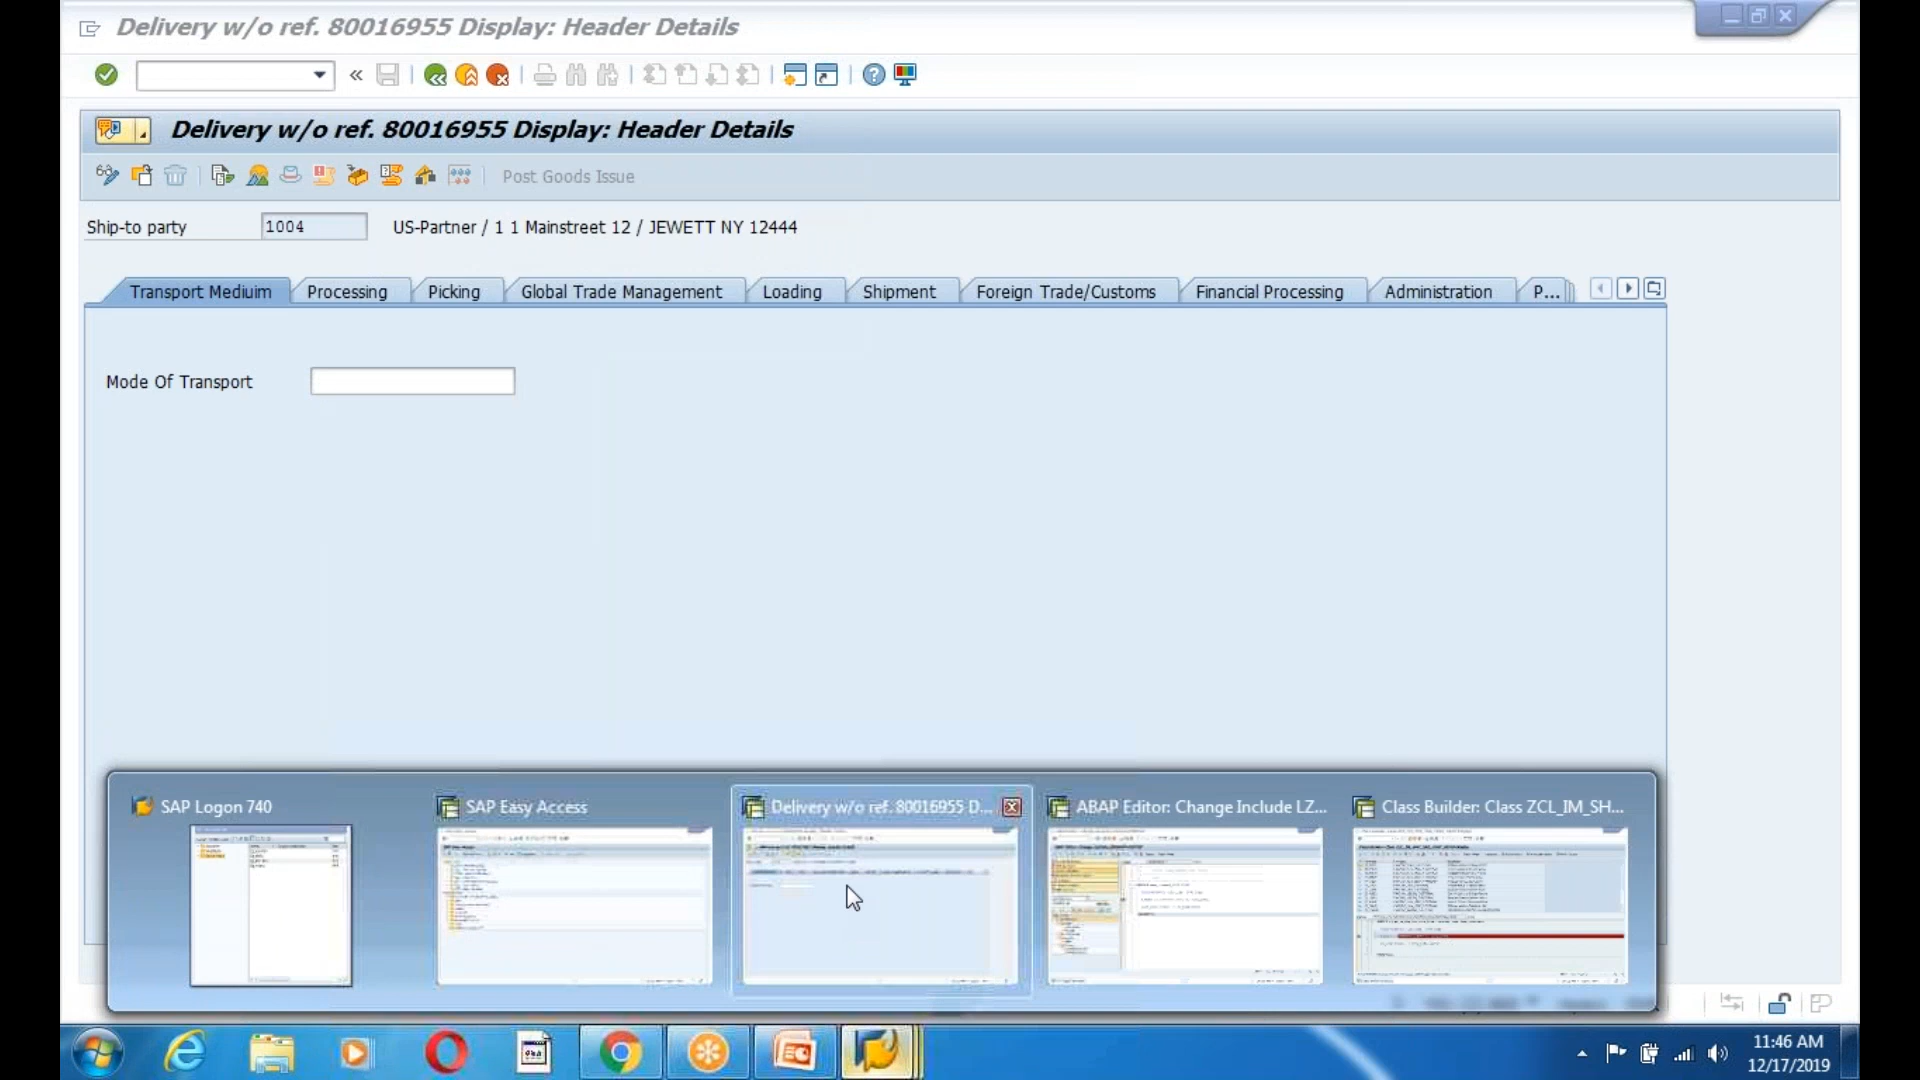 Delivery w/o ref. 80016955 Display: Header Details
Delivery w/o ref. 80016955 Display: Header Details
Post Goods Issue
Ship-to party 1004 US-Partner / 1 1 Mainstreet 12 / JEWETT NY 12444
Transport Mediuim Processing Picking Global Trade Management Loading Shipment Foreign Trade/Customs Financial Processing Administration P...
Mode Of Transport
SAP Logon 740 SAP Easy Access Delivery w/o ref. 80016955 D... ABAP Editor: Change Include LZ... Class Builder: Class ZCL_IM_SH...
11:46 AM
12/17/2019